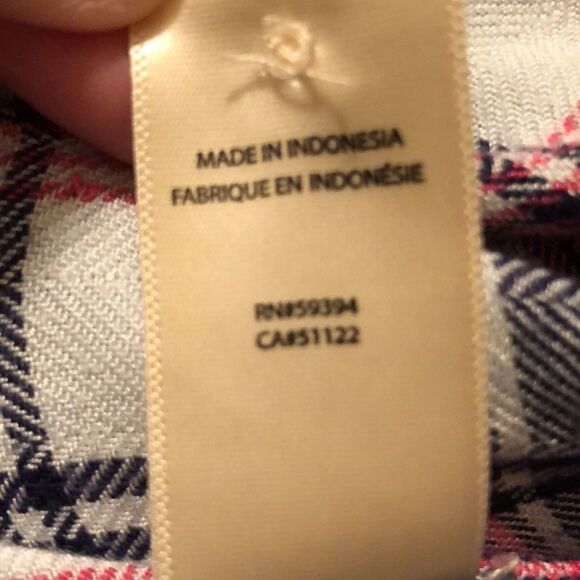 MADE IN INDONESIA
FABRIQUE EN INDONÉSIE
RN#59394
CA#51122